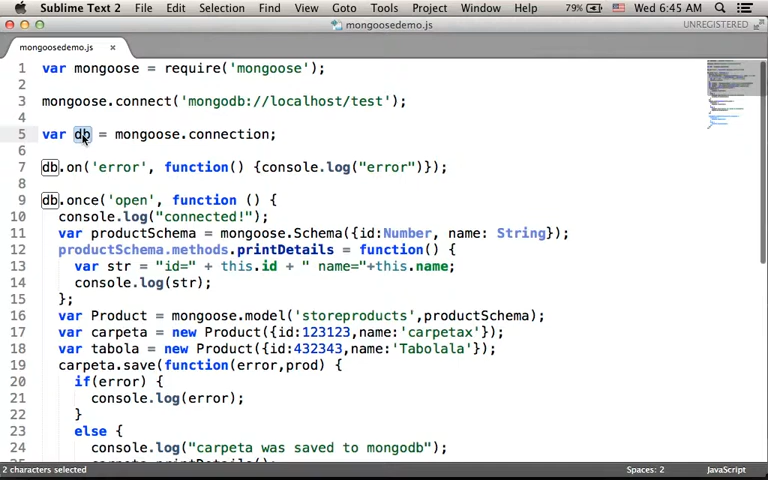 Sublime Text 2 File Edit Selection Find View Goto Tools Project Window Help 79% Wed 6:45 AM
mongoosedemo.js UNREGISTERED
mongoosedemo.js ×
1 var mongoose = require('mongoose');
2
3 mongoose.connect('mongodb://localhost/test');
4
5 var db = mongoose.connection;
6
7 db.on('error', function() {console.log("error")});
8
9 db.once('open', function () {
10 console.log("connected!");
11 var productSchema = mongoose.Schema({id:Number, name: String});
12 productSchema.methods.printDetails = function() {
13 var str = "id=" + this.id + " name="+this.name;
14 console.log(str);
15 };
16 var Product = mongoose.model('storeproducts',productSchema);
17 var carpeta = new Product({id:123123,name:'carpetax'});
18 var tabola = new Product({id:432343,name:'Tabolala'});
19 carpeta.save(function(error,prod) {
20 if(error) {
21 console.log(error);
22 }
23 else {
24 console.log("carpeta was saved to mongodb");
25 carpeta.printDetails();
2 characters selected Spaces: 2 JavaScript